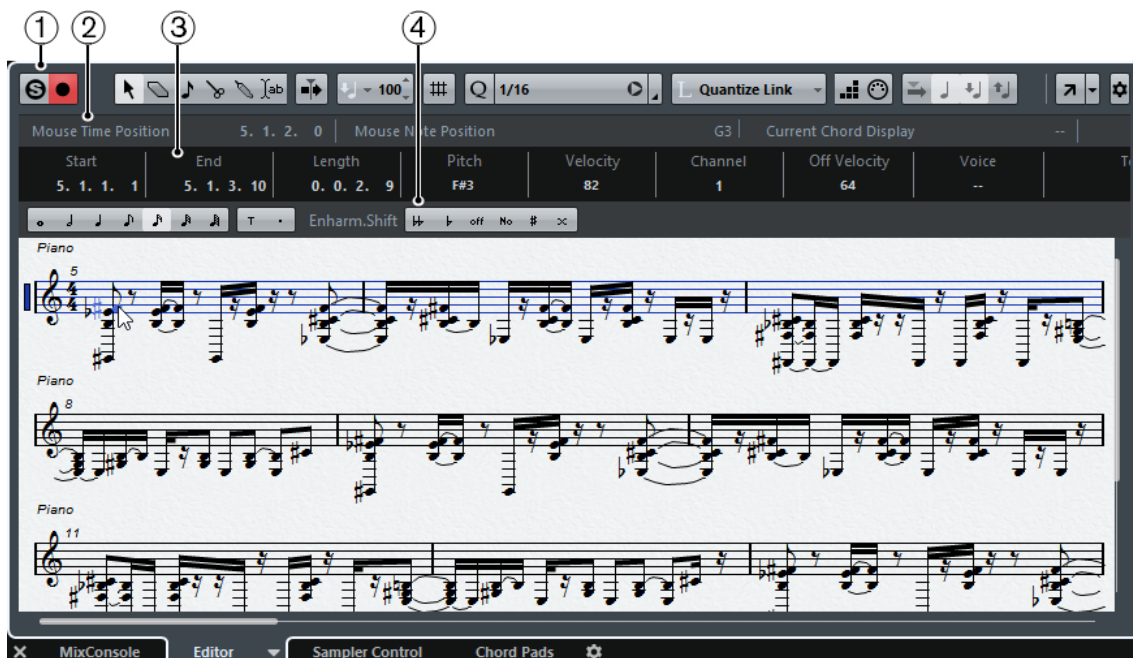 1 2 3 4
S ab 100 Q 1/16 L Quantize Link
Mouse Time Position 5. 1. 2. 0 Mouse Note Position G3 Current Chord Display --
Start End Length Pitch Velocity Channel Off Velocity Voice T
5. 1. 1. 1 5. 1. 3. 10 0. 0. 2. 9 F#3 82 1 64 --
T . Enharm.Shift off No # x
Piano
5
4
4
Piano
8
Piano
11
MixConsole Editor Sampler Control Chord Pads